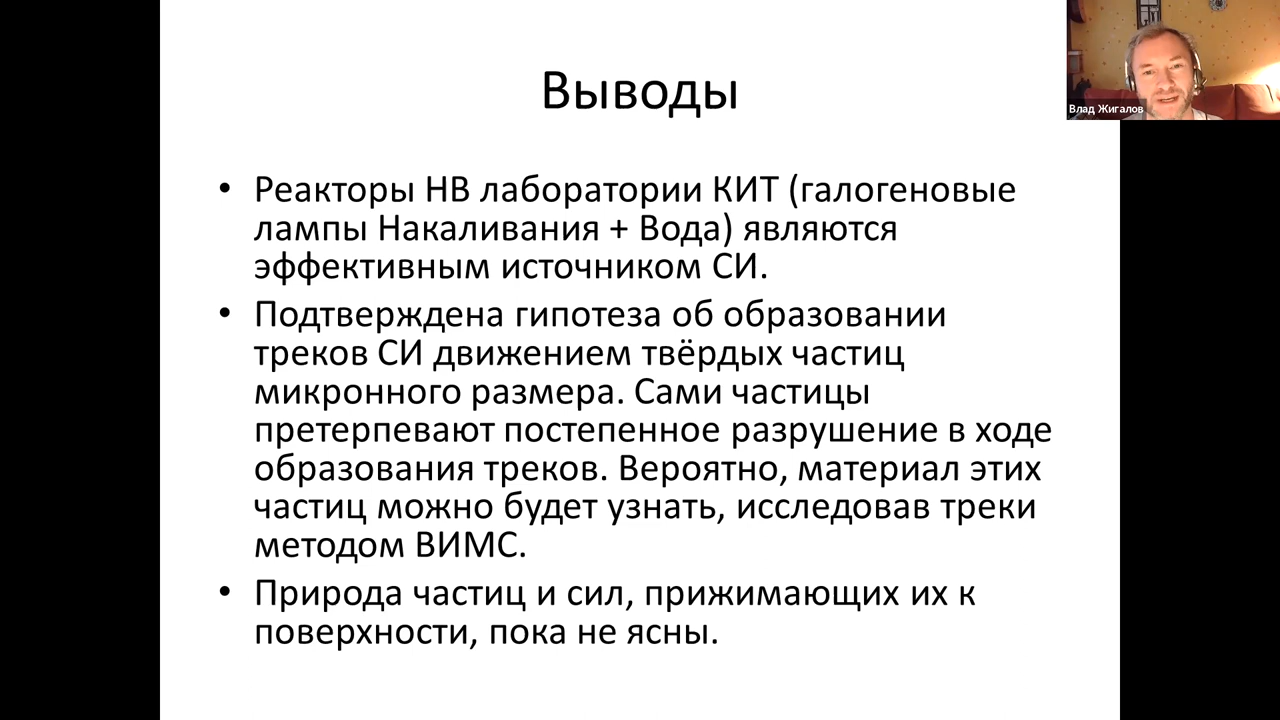 Выводы
Влад Жигалов
• Реакторы НВ лаборатории КИТ (галогеновые
лампы Накаливания + Вода) являются
эффективным источником СИ.
• Подтверждена гипотеза об образовании
треков СИ движением твёрдых частиц
микронного размера. Сами частицы
претерпевают постепенное разрушение в ходе
образования треков. Вероятно, материал этих
частиц можно будет узнать, исследовав треки
методом ВИМС.
• Природа частиц и сил, прижимающих их к
поверхности, пока не ясны.